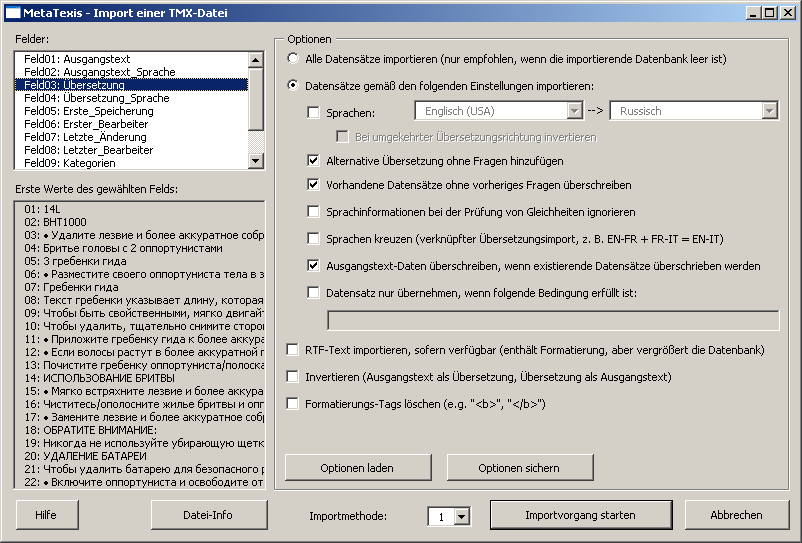 MetaTexis - Import einer TMX-Datei
Felder:
Feld01: Ausgangstext
Feld02: Ausgangstext_Sprache
Feld03: Übersetzung
Feld04: Übersetzung_Sprache
Feld05: Erste_Speicherung
Feld06: Erster_Bearbeiter
Feld07: Letzte_Änderung
Feld08: Letzter_Bearbeiter
Feld09: Kategorien
Erste Werte des gewählten Felds:
01: 14L
02: BHT1000
03: • Удалите лезвие и более аккуратное собр
04: Бритье головы с 2 оппортунистами
05: 3 гребенки гида
06: • Разместите своего оппортуниста тела в з
07: Гребенки гида
08: Текст гребенки указывает длину, которая
09: Чтобы быть свойственными, мягко двигайт
10: Чтобы удалить, тщательно снимите сторо
11: • Приложите гребенку гида к более аккура
12: • Если волосы растут в более аккуратной г
13: Почистите гребенку оппортуниста/полоска
14: ИСПОЛЬЗОВАНИЕ БРИТВЫ
15: • Мягко встряхните лезвие и более аккура
16: Чиститесь/ополосните жилье бритвы и опп
17: • Замените лезвие и более аккуратное соб
18: ОБРАТИТЕ ВНИМАНИЕ:
19: Никогда не используйте убирающую щетк
20: УДАЛЕНИЕ БАТАРЕИ
21: Чтобы удалить батарею для безопасного р
22: • Включите оппортуниста и освободите от
Optionen
Alle Datensätze importieren (nur empfohlen, wenn die importierende Datenbank leer ist)
Datensätze gemäß den folgenden Einstellungen importieren:
Sprachen: Englisch (USA) --> Russisch
Bei umgekehrter Übersetzungsrichtung invertieren
Alternative Übersetzung ohne Fragen hinzufügen
Vorhandene Datensätze ohne vorheriges Fragen überschreiben
Sprachinformationen bei der Prüfung von Gleichheiten ignorieren
Sprachen kreuzen (verknüpfter Übersetzungsimport, z. B. EN-FR + FR-IT = EN-IT)
Ausgangstext-Daten überschreiben, wenn existierende Datensätze überschrieben werden
Datensatz nur übernehmen, wenn folgende Bedingung erfüllt ist:
RTF-Text importieren, sofern verfügbar (enthält Formatierung, aber vergrößert die Datenbank)
Invertieren (Ausgangstext als Übersetzung, Übersetzung als Ausgangstext)
Formatierungs-Tags löschen (e.g. "<b>", "</b>")
Optionen laden Optionen sichern
Hilfe Datei-Info Importmethode: 1 Importvorgang starten Abbrechen